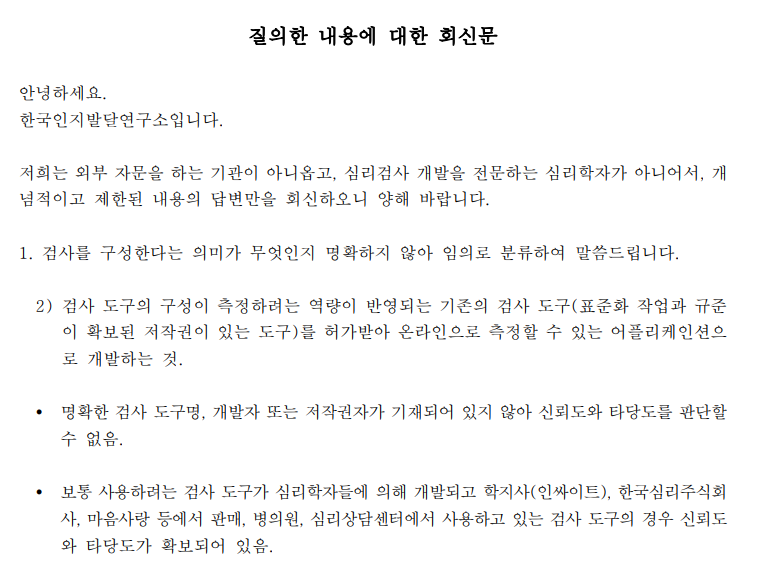 질의한 내용에 대한 회신문
안녕하세요.
한국인지발달연구소입니다.
저희는 외부 자문을 하는 기관이 아니옵고, 심리검사 개발을 전문하는 심리학자가 아니어서, 개
념적이고 제한된 내용의 답변만을 회신하오니 양해 바랍니다.
1. 검사를 구성한다는 의미가 무엇인지 명확하지 않아 임의로 분류하여 말씀드립니다.
2) 검사 도구의 구성이 측정하려는 역량이 반영되는 기존의 검사 도구(표준화 작업과 규준
이 확보된 저작권이 있는 도구)를 허가받아 온라인으로 측정할 수 있는 어플리케인션으
로 개발하는 것.
• 명확한 검사 도구명, 개발자 또는 저작권자가 기재되어 있지 않아 신뢰도와 타당도를 판단할
수 없음.
• 보통 사용하려는 검사 도구가 심리학자들에 의해 개발되고 학지사(인싸이트), 한국심리주식회
사, 마음사랑 등에서 판매, 병의원, 심리상담센터에서 사용하고 있는 검사 도구의 경우 신뢰도
와 타당도가 확보되어 있음.